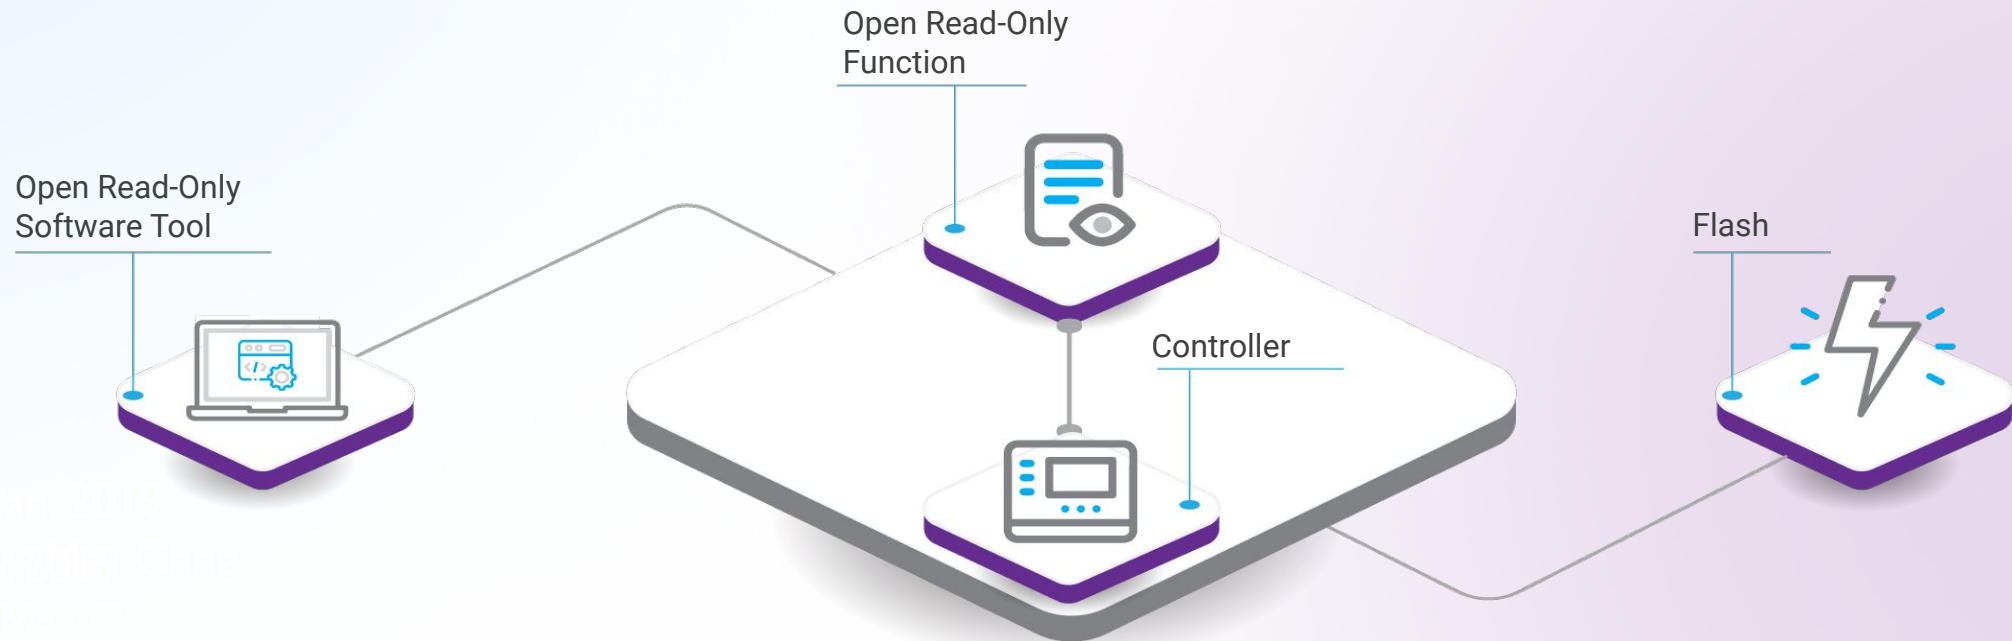 Open Read-Only
Function
Open Read-Only
Software Tool
Flash
Controller